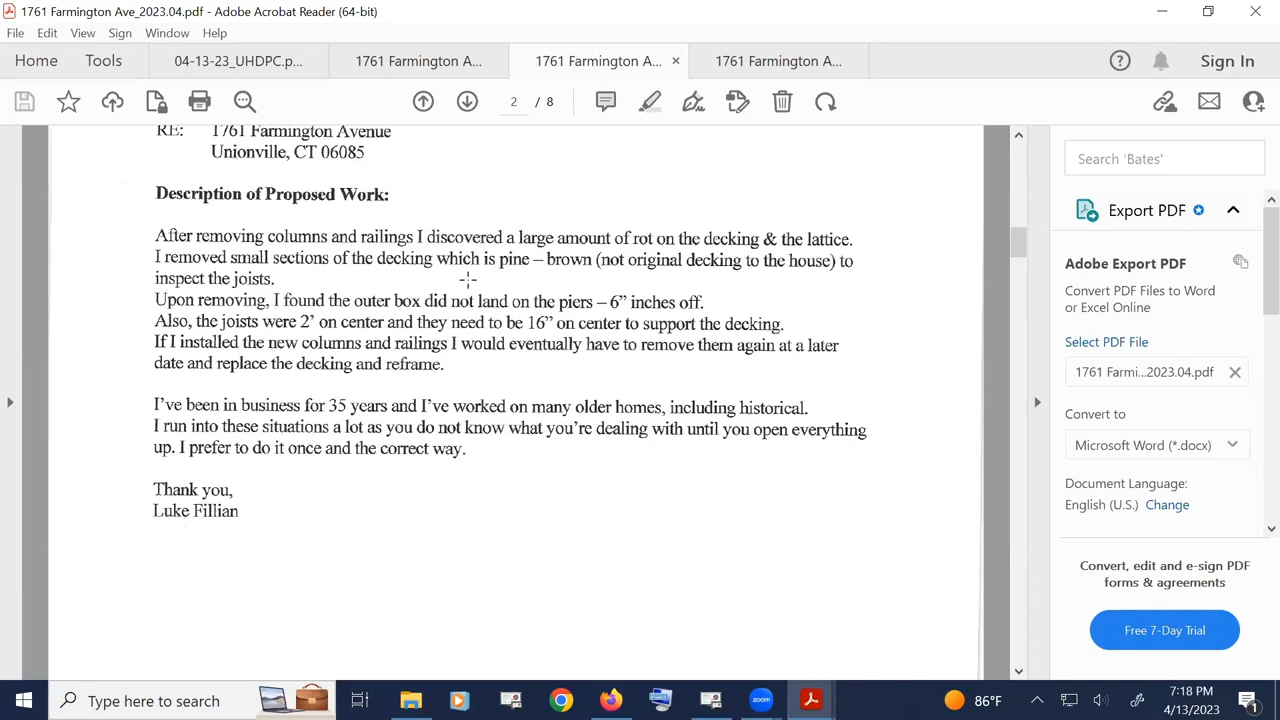 1761 Farmington Ave_2023.04.pdf - Adobe Acrobat Reader (64-bit)
File Edit View Sign Window Help
Home Tools 04-13-23_UHDPC.p... 1761 Farmington A... 1761 Farmington A... × 1761 Farmington A... Sign In
2 / 8
RE: 1761 Farmington Avenue
Unionville, CT 06085
Description of Proposed Work:
After removing columns and railings I discovered a large amount of rot on the decking & the lattice.
I removed small sections of the decking which is pine – brown (not original decking to the house) to
inspect the joists.
Upon removing, I found the outer box did not land on the piers – 6” inches off.
Also, the joists were 2’ on center and they need to be 16” on center to support the decking.
If I installed the new columns and railings I would eventually have to remove them again at a later
date and replace the decking and reframe.
I’ve been in business for 35 years and I’ve worked on many older homes, including historical.
I run into these situations a lot as you do not know what you’re dealing with until you open everything
up. I prefer to do it once and the correct way.
Thank you,
Luke Fillian
Search 'Bates'
Export PDF
Adobe Export PDF
Convert PDF Files to Word
or Excel Online
Select PDF File
1761 Farmi...2023.04.pdf
Convert to
Microsoft Word (*.docx)
Document Language:
English (U.S.) Change
Convert, edit and e-sign PDF
forms & agreements
Free 7-Day Trial
Type here to search
zoom
86°F
7:18 PM
4/13/2023
1